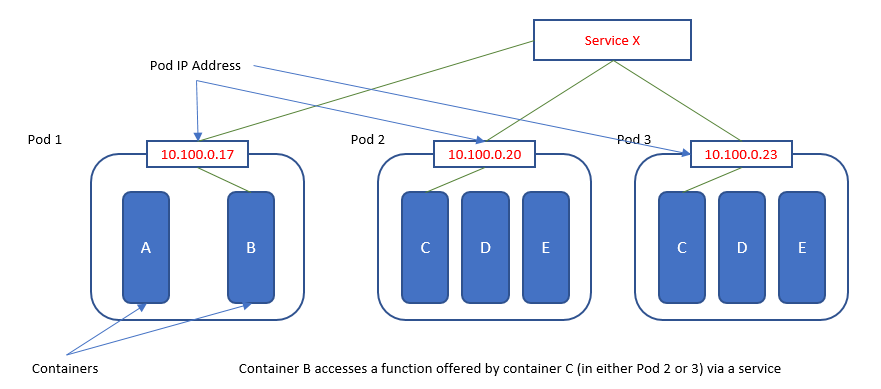 Service X
Pod IP Address
Pod 1
Pod 2
Pod 3
10.100.0.17
10.100.0.20
10.100.0.23
A
B
C
D
E
C
D
E
Containers
Container B accesses a function offered by container C (in either Pod 2 or 3) via a service